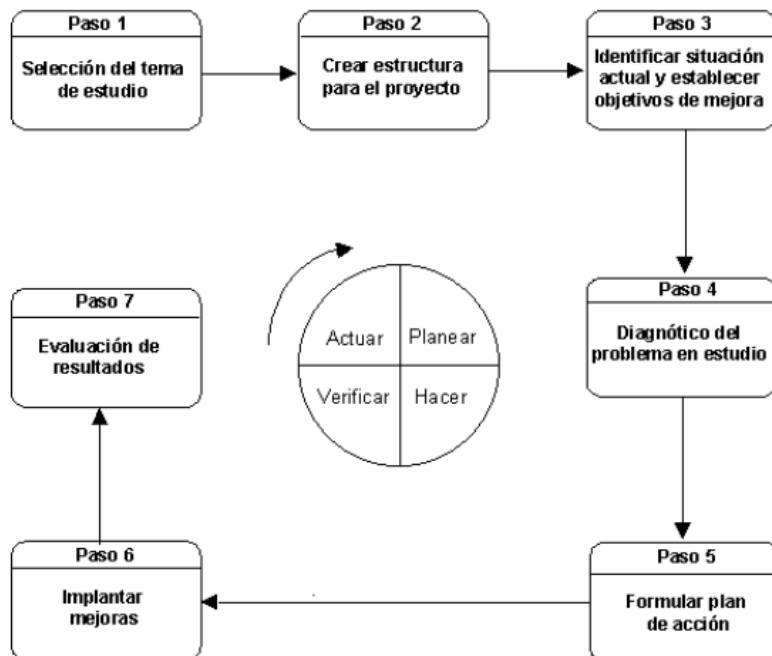 Paso 1
Selección del tema
de estudio
Paso 2
Crear estructura
para el proyecto
Paso 3
Identificar situación
actual y establecer
objetivos de mejora
Paso 4
Diagnótico del
problema en estudio
Paso 5
Formular plan
de acción
Paso 6
Implantar
mejoras
Paso 7
Evaluación de
resultados
Actuar
Planear
Verificar
Hacer